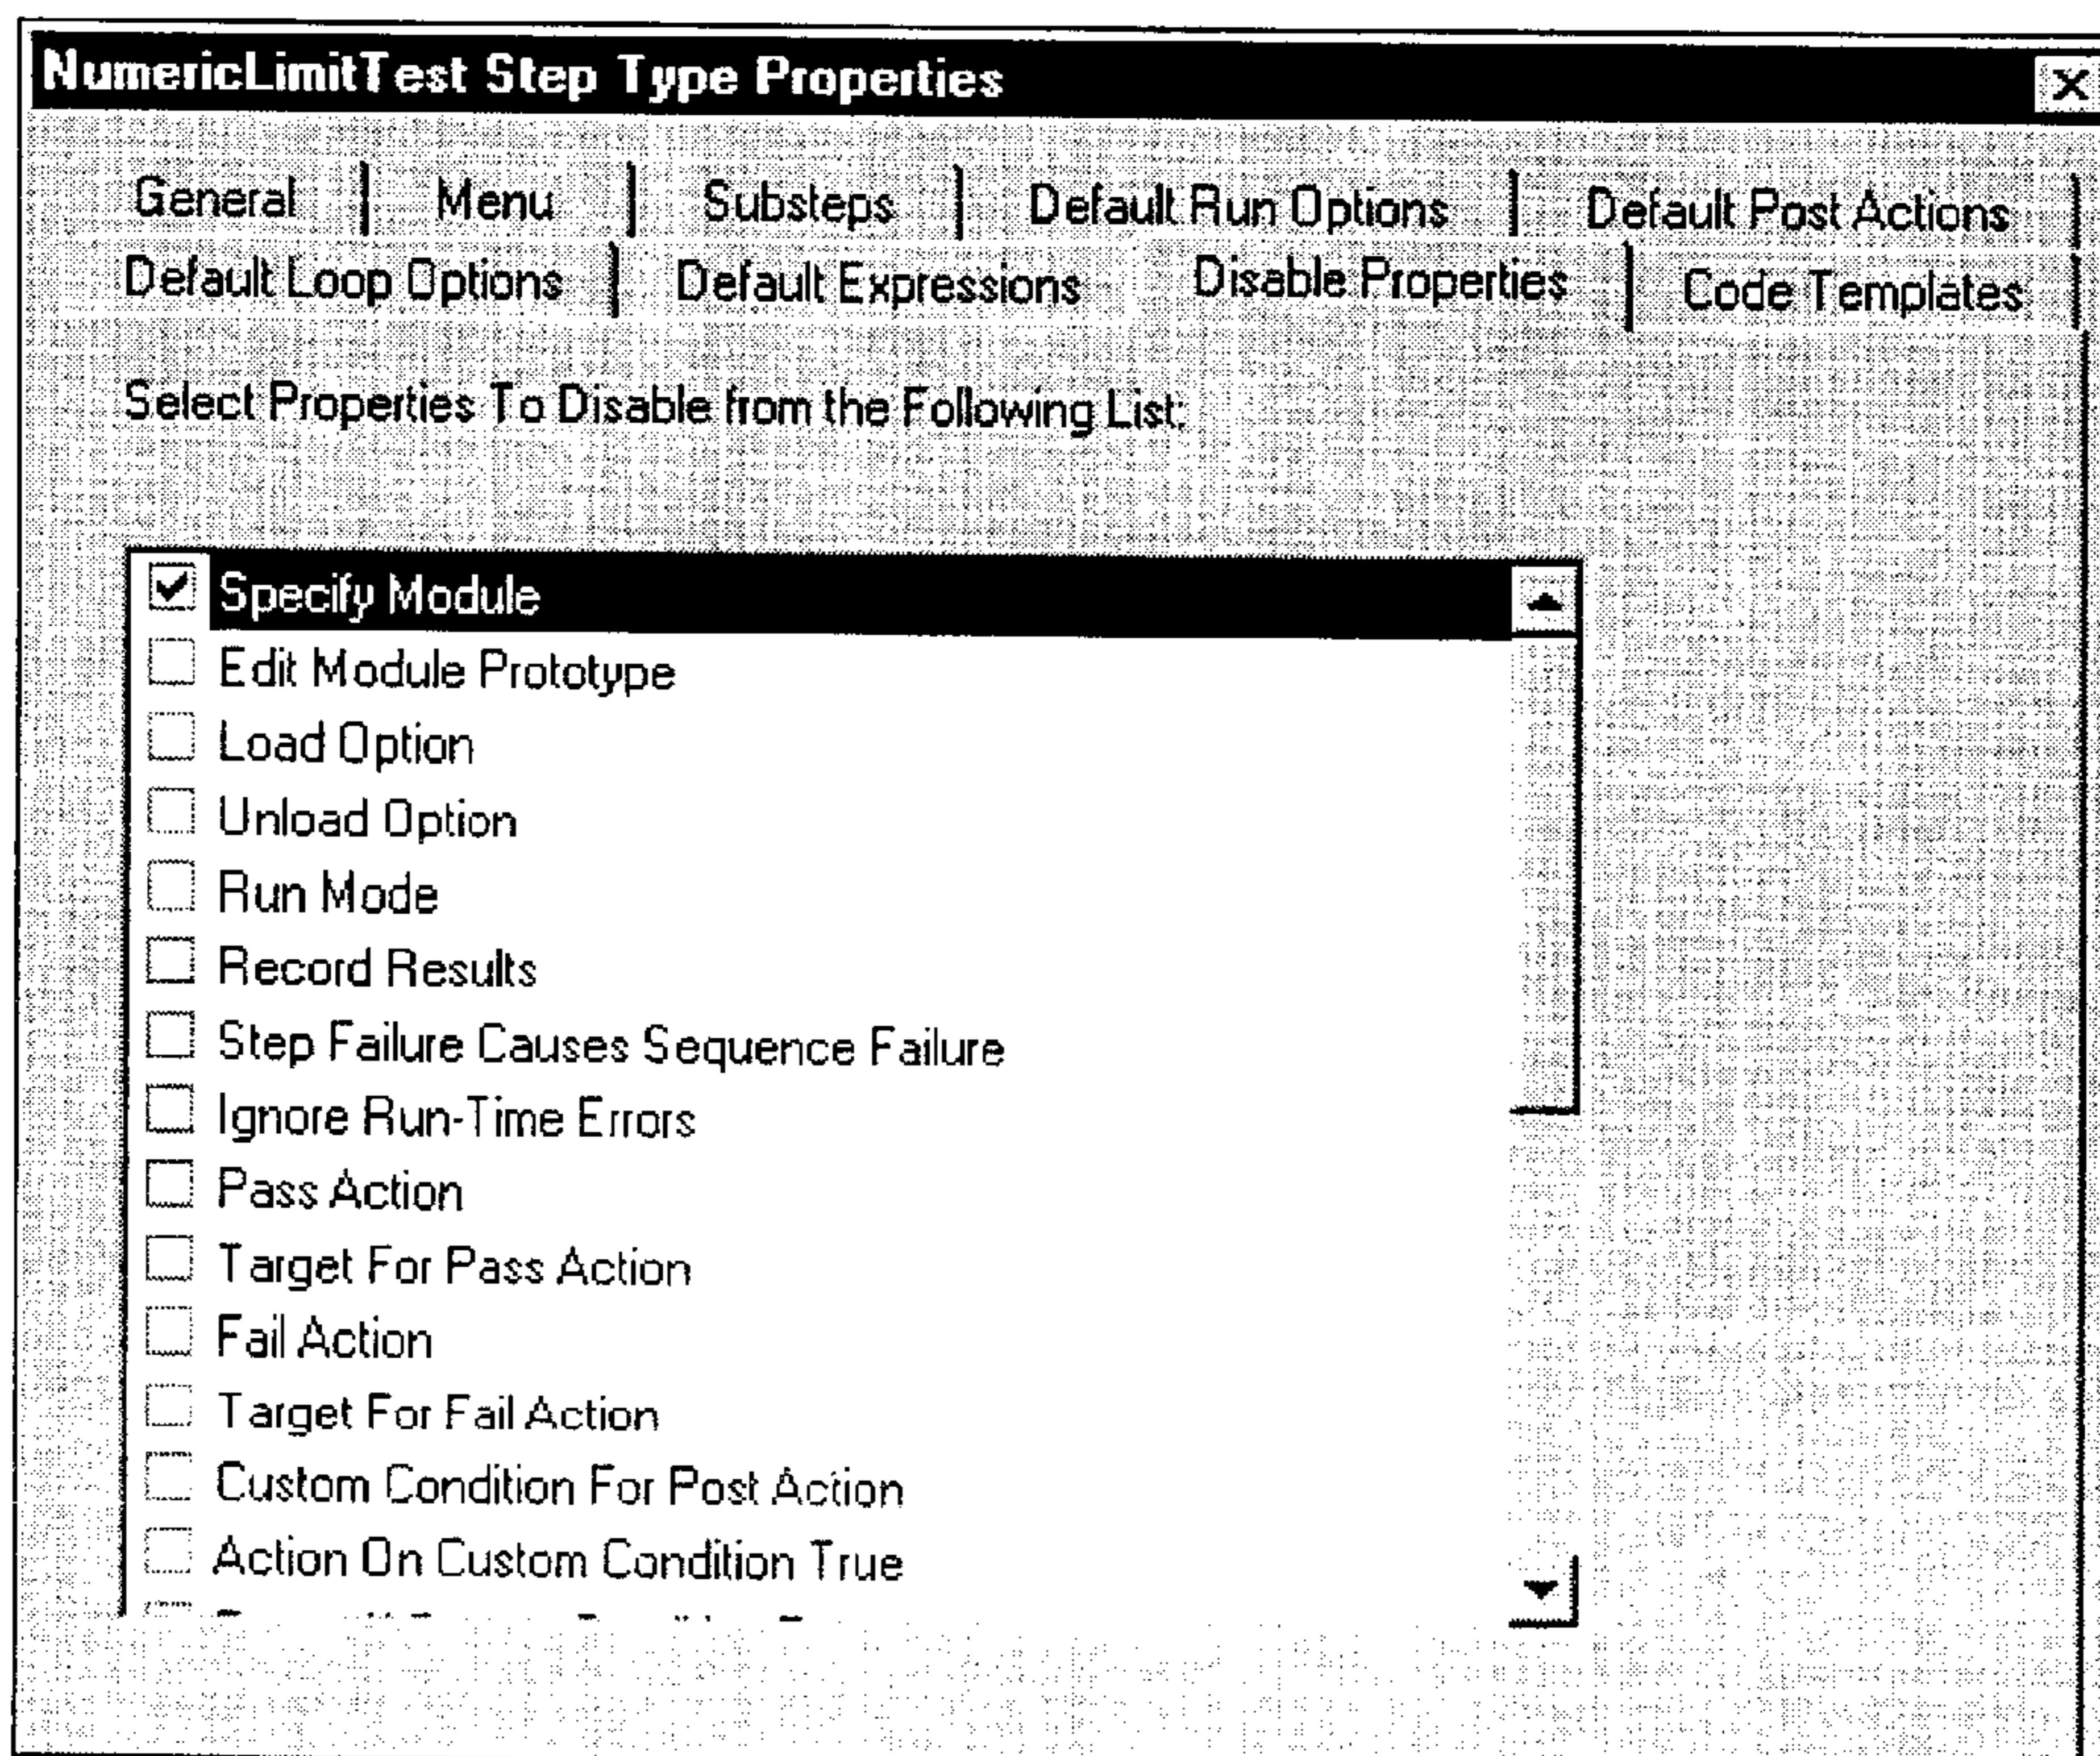 NumericLimitTest Step Type Properties
General Menu Substeps Default Run Options Default Post Actions
Default Loop Options Default Expressions Disable Properties Code Templates
Select Properties To Disable from the Following List:
Specify Module
Edit Module Prototype
Load Option
Unload Option
Run Mode
Record Results
Step Failure Causes Sequence Failure
Ignore Run-Time Errors
Pass Action
Target For Pass Action
Fail Action
Target For Fail Action
Custom Condition For Post Action
Action On Custom Condition True